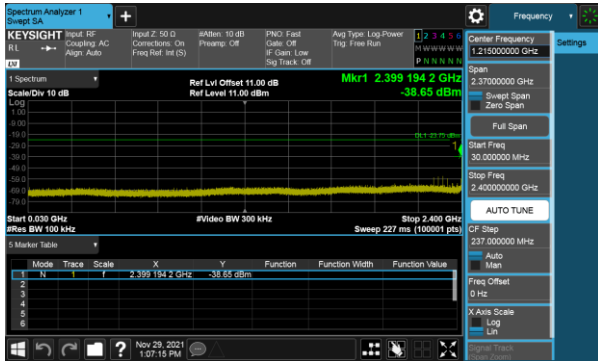 Spectrum Analyzer 1
Swept SA
Frequency
KEYSIGHT
RL
Input: RF
Coupling: AC
Align: Auto
Input Z: 50 Ω
Corrections: On
Freq Ref: Int (S)
#Atten: 10 dB
Preamp: Off
PNO: Fast
Gate: Off
IF Gain: Low
Sig Track: Off
Avg Type: Log-Power
Trig: Free Run
1 2 3 4 5 6
M W W W W W
P N N N N N
1 Spectrum
Scale/Div 10 dB
Ref Lvl Offset 11.00 dB
Ref Level 11.00 dBm
Mkr1 2.399 194 2 GHz
-38.65 dBm
Log
1.00
-9.00
-19.0
-29.0
-39.0
-49.0
-59.0
-69.0
-79.0
DL1 -23.75 dBm
1
Start 0.030 GHz
#Res BW 100 kHz
#Video BW 300 kHz
Stop 2.400 GHz
Sweep 227 ms (100001 pts)
5 Marker Table
Mode Trace Scale X Y Function Function Width Function Value
1 N 1 f 2.399 194 2 GHz -38.65 dBm
2
3
4
5
6
Nov 29, 2021
1:07:15 PM
Center Frequency
1.215000000 GHz
Settings
Span
2.37000000 GHz
Swept Span
Zero Span
Full Span
Start Freq
30.000000 MHz
Stop Freq
2.400000000 GHz
AUTO TUNE
CF Step
237.000000 MHz
Auto
Man
Freq Offset
0 Hz
X Axis Scale
Log
Lin
Signal Track
(Span Zoom)